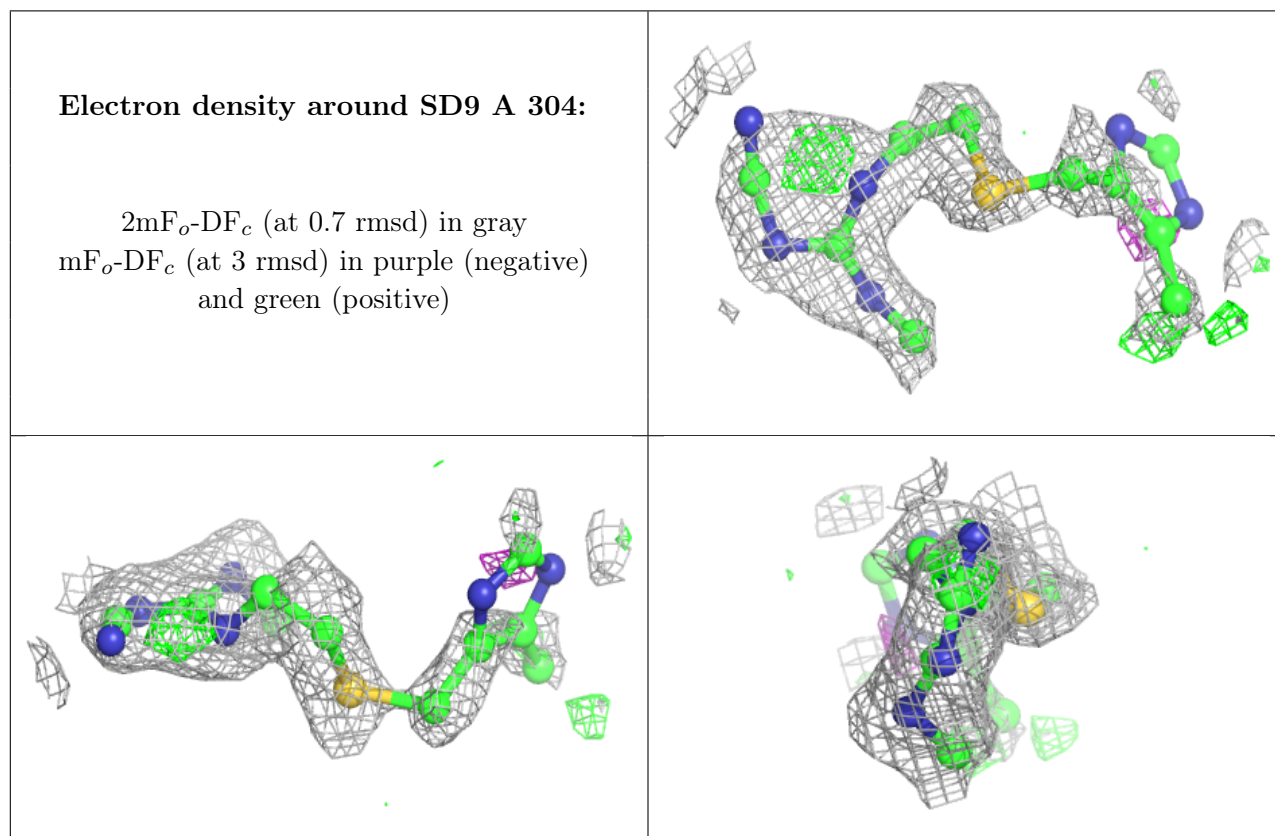 Electron density around SD9 A 304:
2mFo-DFc (at 0.7 rmsd) in gray
mFo-DFc (at 3 rmsd) in purple (negative)
and green (positive)